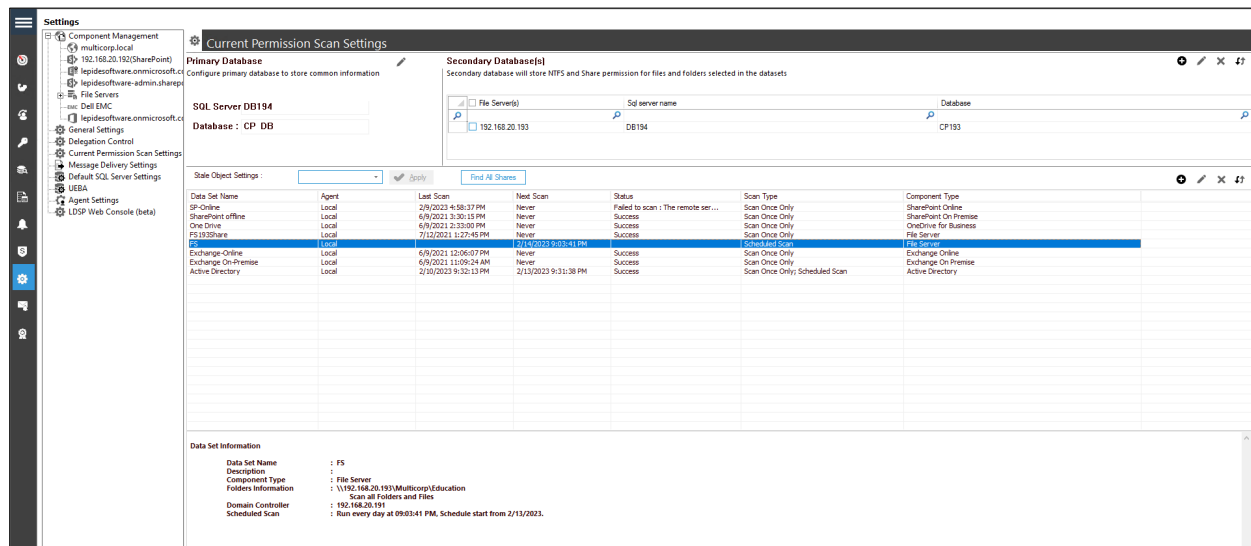 Settings
Component Management
multicorp.local
192.168.20.192(SharePoint)
lepidesoftware.onmicrosoft.c
lepidesoftware-admin.sharep
File Servers
EMC Dell EMC
lepidesoftware.onmicrosoft.c
General Settings
Delegation Control
Current Permission Scan Settings
Message Delivery Settings
Default SQL Server Settings
UEBA
Agent Settings
LDSP Web Console (beta)
Current Permission Scan Settings
Primary Database
Configure primary database to store common information
SQL Server DB194
Database : CP DB
Secondary Database(s)
Secondary database will store NTFS and Share permission for files and folders selected in the datasets
File Server(s) Sql server name Database
192.168.20.193 DB194 CP193
Stale Object Settings : Apply Find All Shares
Data Set Name Agent Last Scan Next Scan Status Scan Type Component Type
SP-Online Local 2/9/2023 4:58:37 PM Never Failed to scan : The remote ser... Scan Once Only SharePoint Online
SharePoint offline Local 6/9/2021 3:30:15 PM Never Success Scan Once Only SharePoint On Premise
One Drive Local 6/9/2021 2:33:00 PM Never Success Scan Once Only OneDrive for Business
FS193Share Local 7/12/2021 1:27:45 PM Never Success Scan Once Only File Server
FS Local 2/14/2023 9:03:41 PM Scheduled Scan File Server
Exchange-Online Local 6/9/2021 12:06:07 PM Never Success Scan Once Only Exchange Online
Exchange On-Premise Local 6/9/2021 11:09:24 AM Never Success Scan Once Only Exchange On Premise
Active Directory Local 2/10/2023 9:32:13 PM 2/13/2023 9:31:38 PM Success Scan Once Only; Scheduled Scan Active Directory
Data Set Information
Data Set Name : FS
Description :
Component Type : File Server
Folders Information : \\192.168.20.193\Multicorp\Education
Scan all Folders and Files
Domain Controller : 192.168.20.191
Scheduled Scan : Run every day at 09:03:41 PM, Schedule start from 2/13/2023.